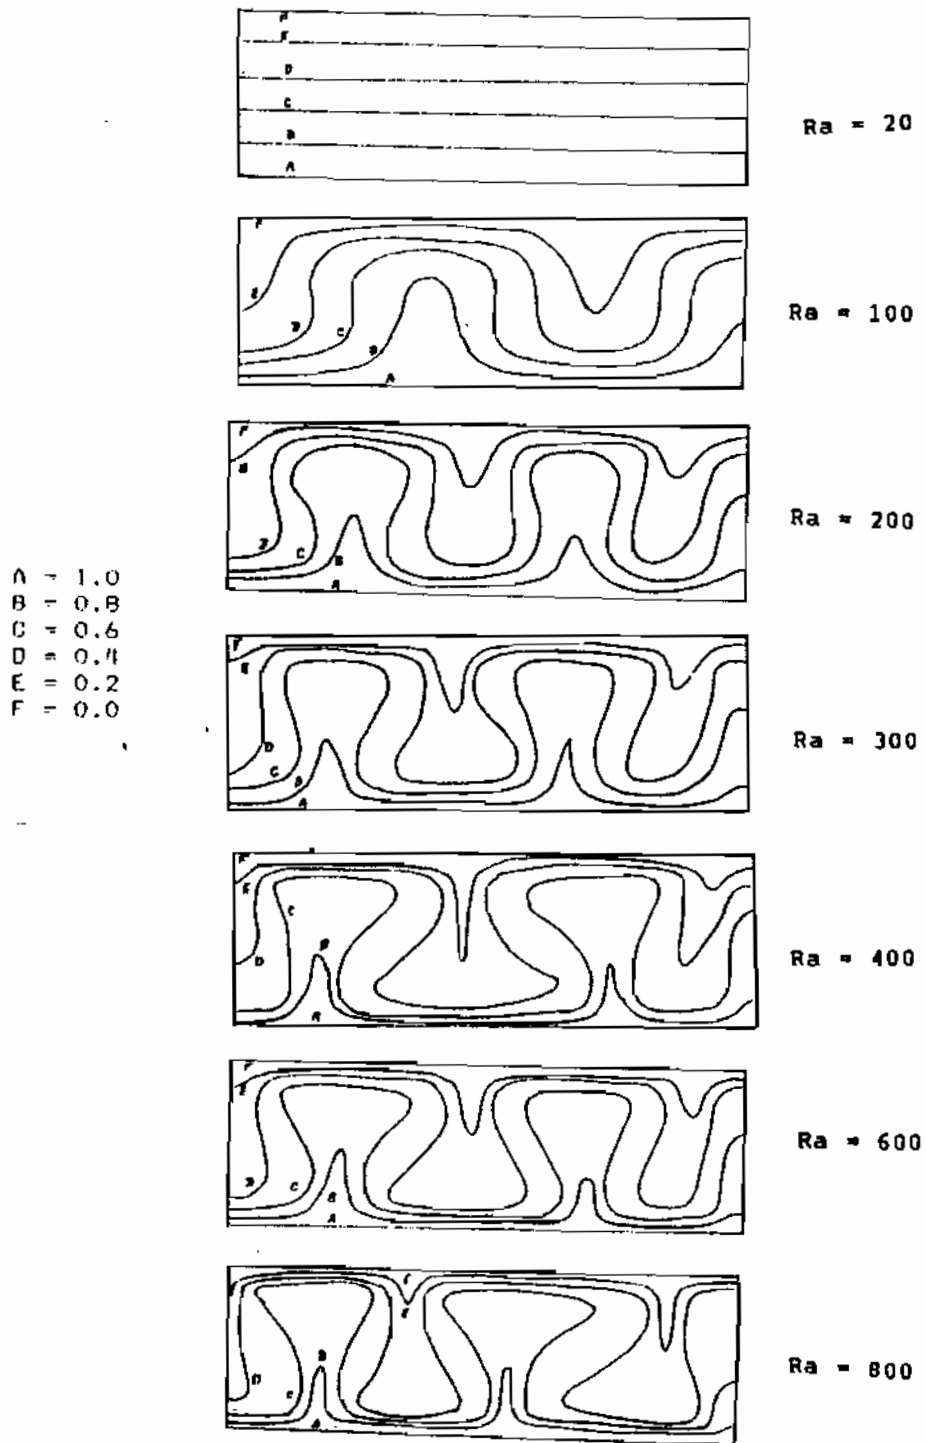 F
E
D
C
B
A
Ra = 20
F
E
D
C
B
A
Ra = 100
F
E
D
C
B
A
Ra = 200
A = 1.0
B = 0.8
C = 0.6
D = 0.4
E = 0.2
F = 0.0
F
E
D
C
B
A
Ra = 300
F
E
C
B
D
A
Ra = 400
F
E
D
C
B
A
Ra = 600
F
E
B
D
C
A
Ra = 800